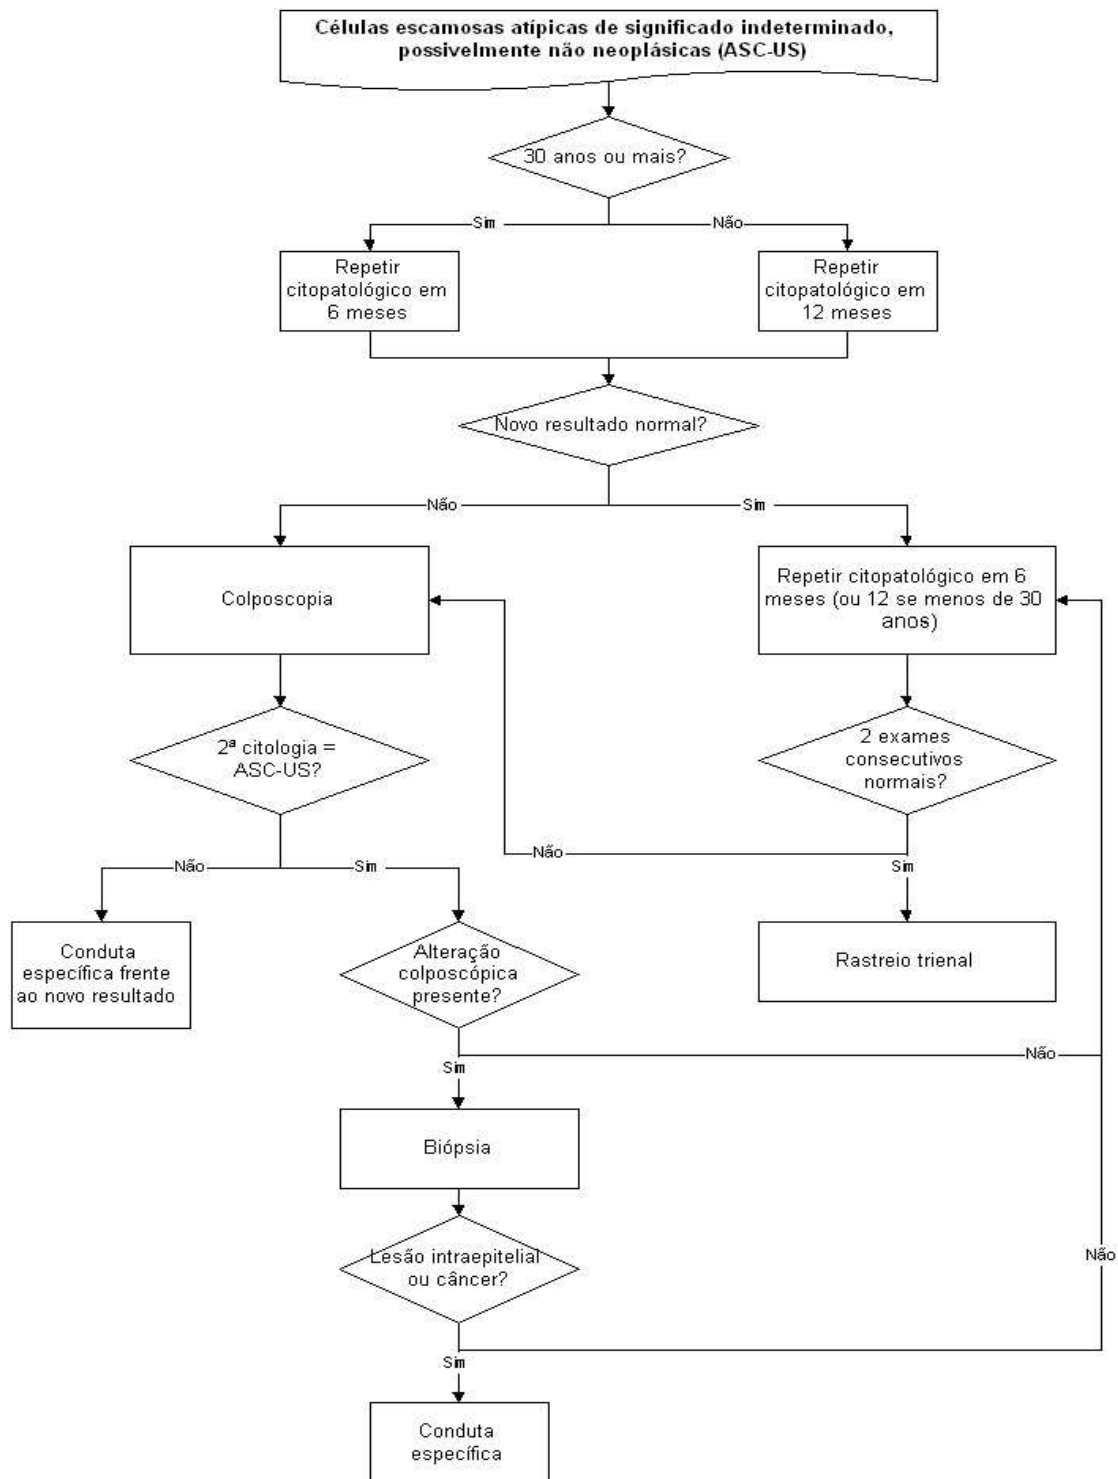 Células escamosas atípicas de significado indeterminado,
possivelmente não neoplásicas (ASC-US)
30 anos ou mais?
Sim
Não
Repetir
citopatológico em
6 meses
Repetir
citopatológico em
12 meses
Novo resultado normal?
Não
Sim
Colposcopia
Repetir citopatológico em 6
meses (ou 12 se menos de 30
anos)
2ª citologia =
ASC-US?
2 exames
consecutivos
normais?
Não
Sim
Não
Sim
Conduta
específica frente
ao novo resultado
Alteração
colposcópica
presente?
Rastreio trienal
Não
Sim
Biópsia
Lesão intraepitelial
ou câncer?
Não
Sim
Conduta
específica